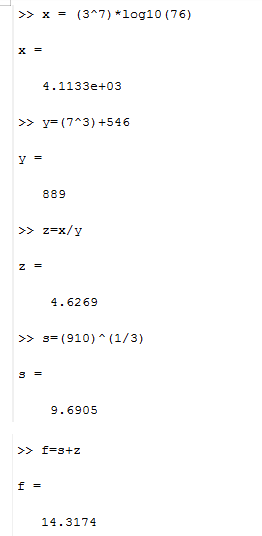 >> x = (3^7)*log10(76)
x =
4.1133e+03
>> y=(7^3)+546
y =
889
>> z=x/y
z =
4.6269
>> s=(910)^(1/3)
s =
9.6905
>> f=s+z
f =
14.3174